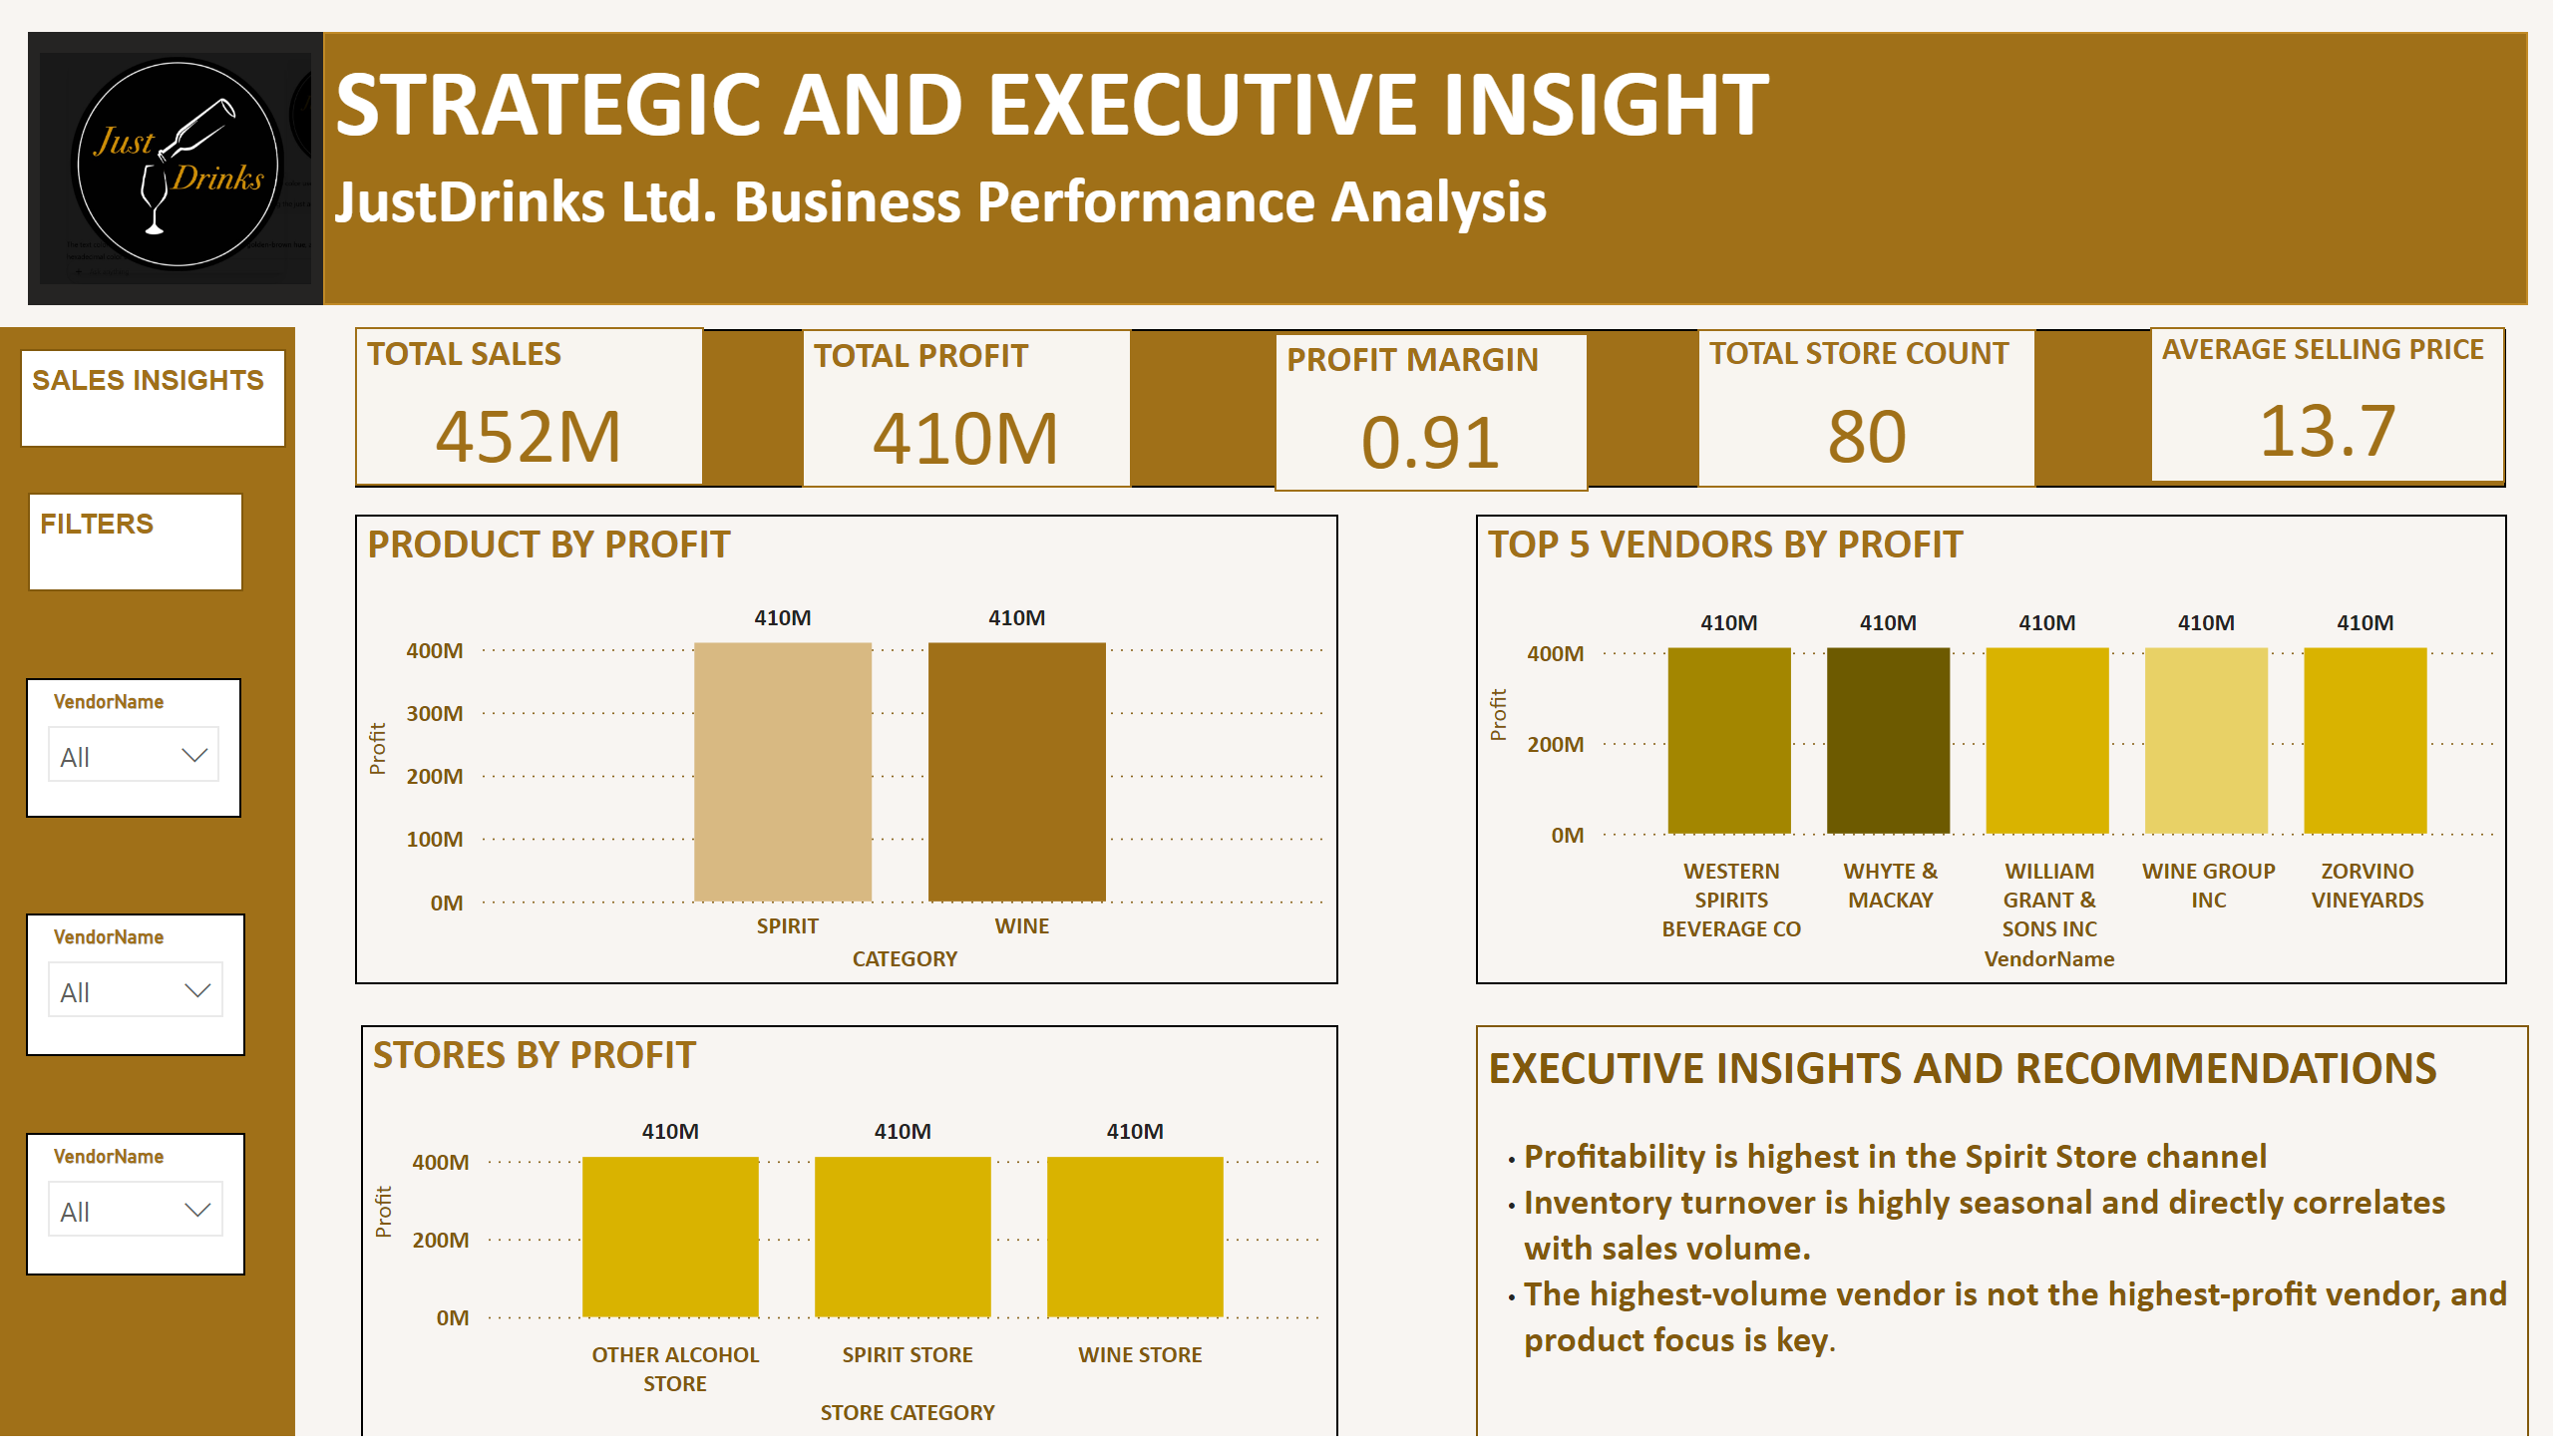 Just
Drinks
STRATEGIC AND EXECUTIVE INSIGHT
JustDrinks Ltd. Business Performance Analysis
SALES INSIGHTS
FILTERS
VendorName
All
VendorName
All
VendorName
All
TOTAL SALES
452M
TOTAL PROFIT
410M
PROFIT MARGIN
0.91
TOTAL STORE COUNT
80
AVERAGE SELLING PRICE
13.7
PRODUCT BY PROFIT
410M 410M
400M
300M
200M
100M
0M
Profit
SPIRIT WINE
CATEGORY
TOP 5 VENDORS BY PROFIT
410M 410M 410M 410M 410M
400M
200M
0M
Profit
WESTERN WHYTE & WILLIAM WINE GROUP ZORVINO
SPIRITS MACKAY GRANT & INC VINEYARDS
BEVERAGE CO SONS INC
VendorName
STORES BY PROFIT
410M 410M 410M
400M
200M
0M
Profit
OTHER ALCOHOL SPIRIT STORE WINE STORE
STORE
STORE CATEGORY
EXECUTIVE INSIGHTS AND RECOMMENDATIONS
• Profitability is highest in the Spirit Store channel
• Inventory turnover is highly seasonal and directly correlates
with sales volume.
• The highest-volume vendor is not the highest-profit vendor, and
product focus is key.